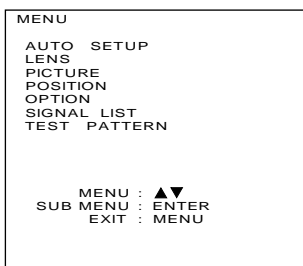 MENU
AUTO SETUP
LENS
PICTURE
POSITION
OPTION
SIGNAL LIST
TEST PATTERN
MENU : ▲▼
SUB MENU : ENTER
EXIT : MENU